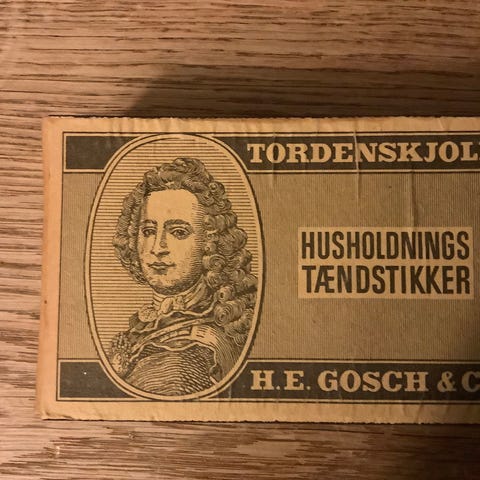 TORDENSKJOL
HUSHOLDNINGS
TÆNDSTIKKER
H.E. GOSCH & C